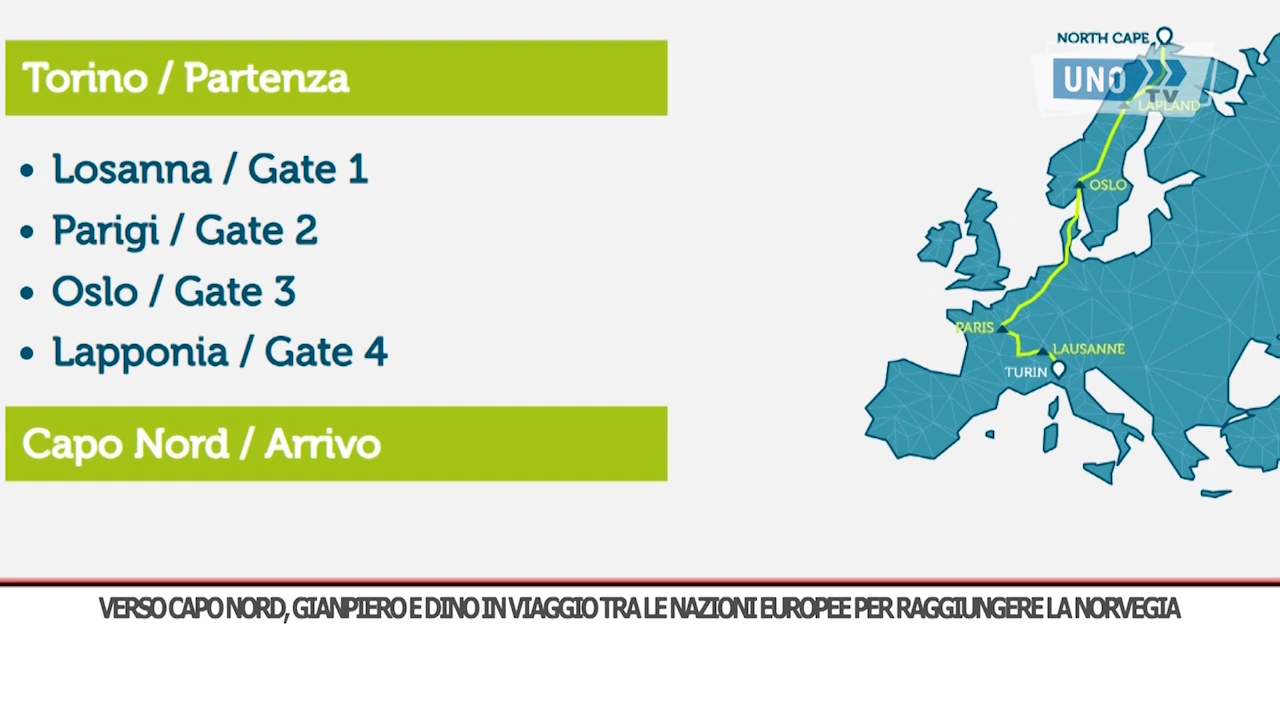 Torino / Partenza
• Losanna / Gate 1
• Parigi / Gate 2
• Oslo / Gate 3
• Lapponia / Gate 4
Capo Nord / Arrivo
NORTH CAPE
UNO
TV
LAPLAND
OSLO
PARIS
LAUSANNE
TURIN
VERSO CAPO NORD, GIANPIERO E DINO IN VIAGGIO TRA LE NAZIONI EUROPEE PER RAGGIUNGERE LA NORVEGIA